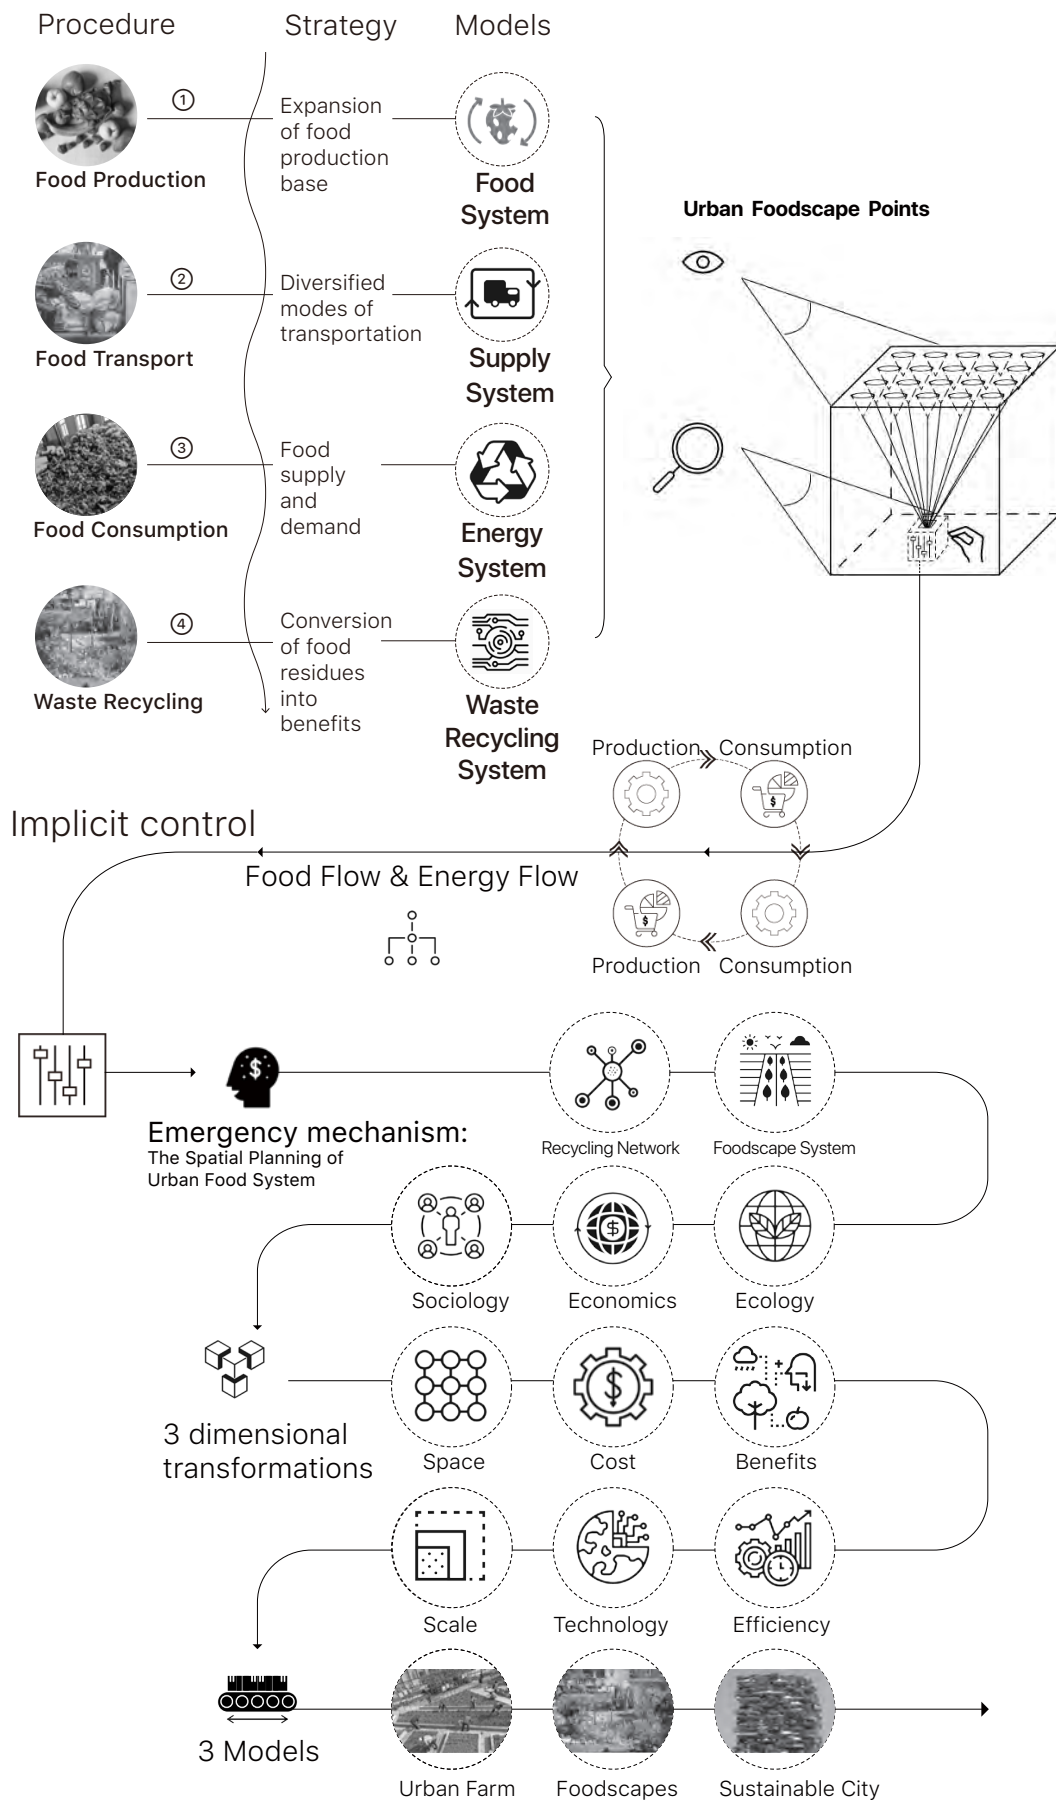 Procedure
Strategy
Models
①
Food Production
Expansion
of food
production
base
Food
System
②
Food Transport
Diversified
modes of
transportation
Supply
System
③
Food Consumption
Food
supply
and
demand
Energy
System
④
Waste Recycling
Conversion
of food
residues
into
benefits
Waste
Recycling
System
Urban Foodscape Points
Production
Consumption
$
Implicit control
Food Flow & Energy Flow
$
Production
Consumption
$
Emergency mechanism:
The Spatial Planning of
Urban Food System
Recycling Network
Foodscape System
$
Sociology
Economics
Ecology
3 dimensional
transformations
$
Space
Cost
Benefits
Scale
Technology
Efficiency
3 Models
Urban Farm
Foodscapes
Sustainable City